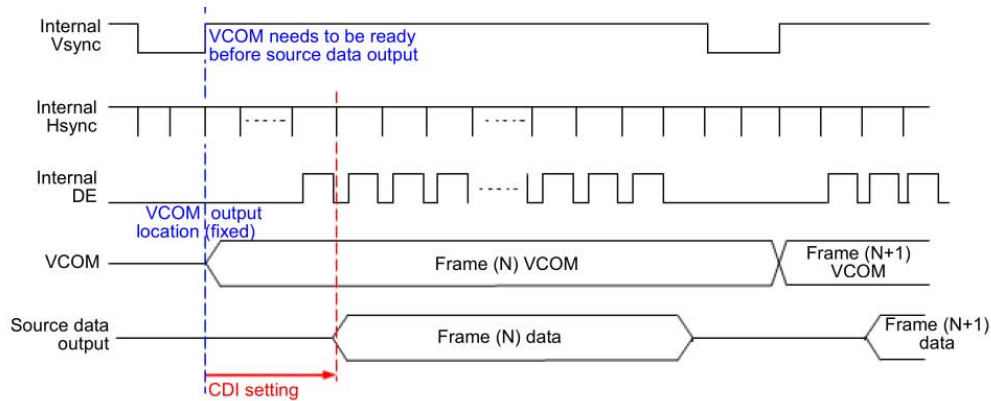 Internal
Vsync
VCOM needs to be ready
before source data output
Internal
Hsync
Internal
DE
VCOM output
location (fixed)
VCOM
Frame (N) VCOM
Frame (N+1)
VCOM
Source data
output
Frame (N) data
Frame (N+1)
data
CDI setting